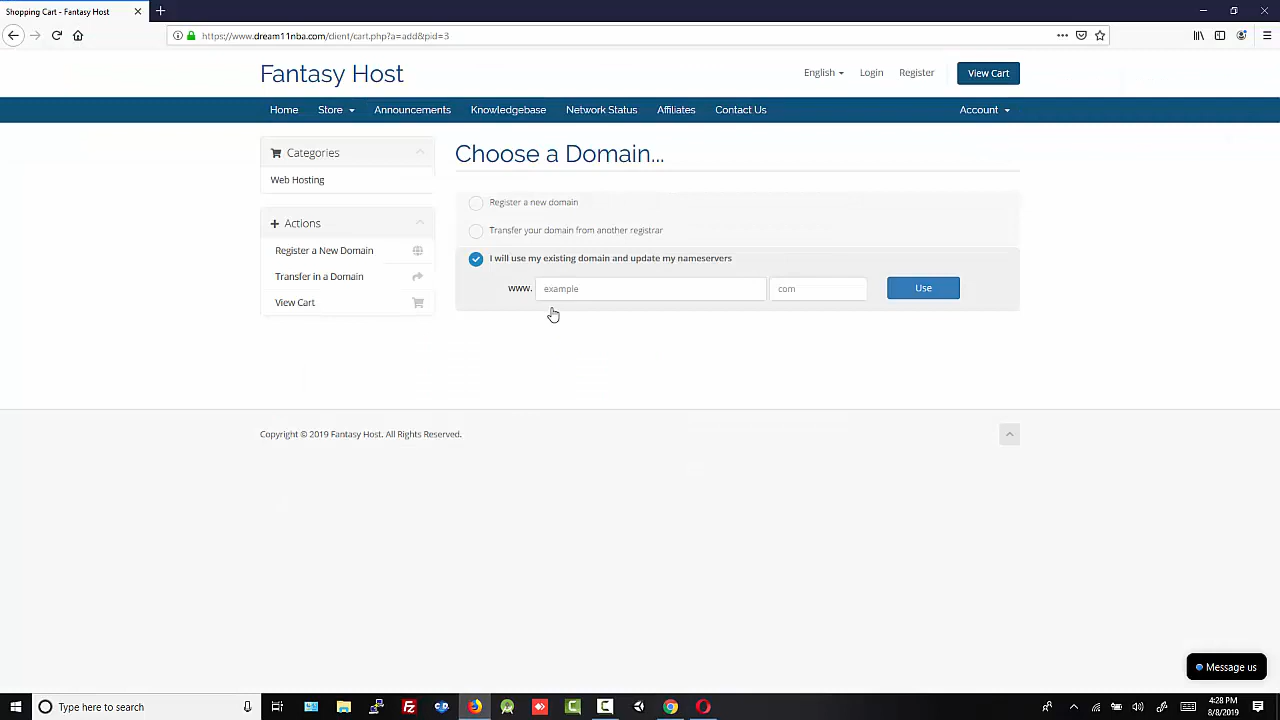 Shopping Cart - Fantasy Host
https://www.dream11nba.com/client/cart.php?a=add&pid=3
Fantasy Host
English
Login
Register
View Cart
Home
Store
Announcements
Knowledgebase
Network Status
Affiliates
Contact Us
Account
Categories
Web Hosting
Actions
Register a New Domain
Transfer in a Domain
View Cart
Choose a Domain...
Register a new domain
Transfer your domain from another registrar
I will use my existing domain and update my nameservers
www.
example
com
Use
Copyright © 2019 Fantasy Host. All Rights Reserved.
Message us
Type here to search
4:28 PM
8/8/2019